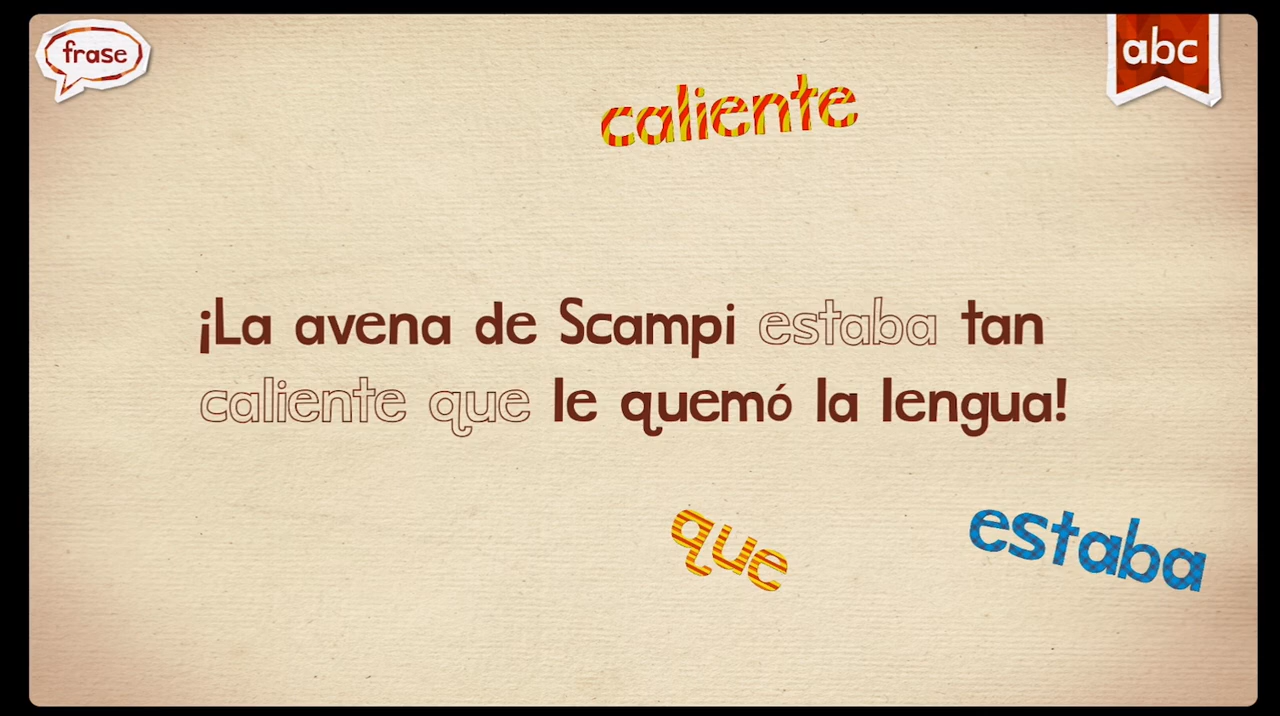 frase
abc
caliente
¡La avena de Scampi estaba tan
caliente que le quemó la lengua!
que
estaba